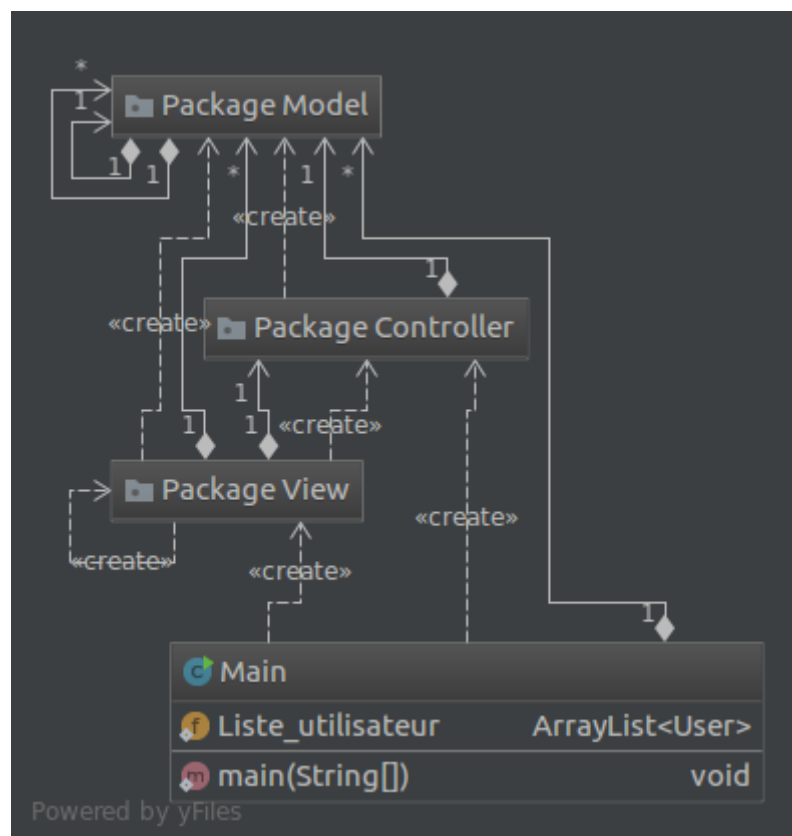 *
1
Package Model
1
1
*
1
*
«create»
1
«create»
Package Controller
1
1
1
«create»
Package View
«create»
«create»
«create»
1
Main
Liste_utilisateur ArrayList<User>
main(String[]) void
Powered by yFiles